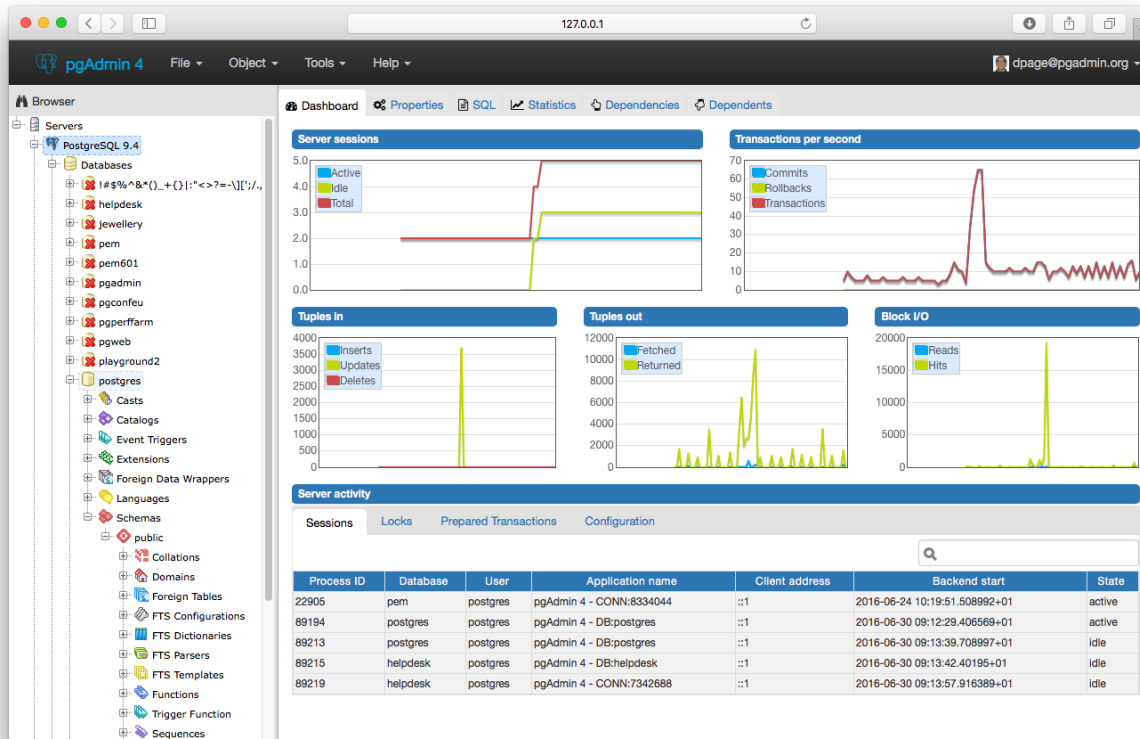 127.0.0.1
pgAdmin 4 File Object Tools Help dpage@pgadmin.org
Browser
Servers
PostgreSQL 9.4
Databases
!#$%^&*()_+{}|:"<>?=-\][';/.,
helpdesk
jewellery
pem
pem601
pgadmin
pgconfeu
pgperffarm
pgweb
playground2
postgres
Casts
Catalogs
Event Triggers
Extensions
Foreign Data Wrappers
Languages
Schemas
public
Collations
Domains
Foreign Tables
FTS Configurations
FTS Dictionaries
FTS Parsers
FTS Templates
Functions
Trigger Function
Sequences
Dashboard Properties SQL Statistics Dependencies Dependents
Server sessions
5.0
4.0
3.0
2.0
1.0
0.0
Active
Idle
Total
Transactions per second
70
60
50
40
30
20
10
0
Commits
Rollbacks
Transactions
Tuples in
4000
3500
3000
2500
2000
1500
1000
500
0
Inserts
Updates
Deletes
Tuples out
12000
10000
8000
6000
4000
2000
0
Fetched
Returned
Block I/O
20000
15000
10000
5000
0
Reads
Hits
Server activity
Sessions Locks Prepared Transactions Configuration
Process ID Database User Application name Client address Backend start State
22905 pem postgres pgAdmin 4 - CONN:8334044 ::1 2016-06-24 10:19:51.508992+01 active
89194 postgres postgres pgAdmin 4 - DB:postgres ::1 2016-06-30 09:12:29.406569+01 active
89213 postgres postgres pgAdmin 4 - DB:postgres ::1 2016-06-30 09:13:39.708997+01 idle
89215 helpdesk postgres pgAdmin 4 - DB:helpdesk ::1 2016-06-30 09:13:42.40195+01 idle
89219 helpdesk postgres pgAdmin 4 - CONN:7342688 ::1 2016-06-30 09:13:57.916389+01 idle